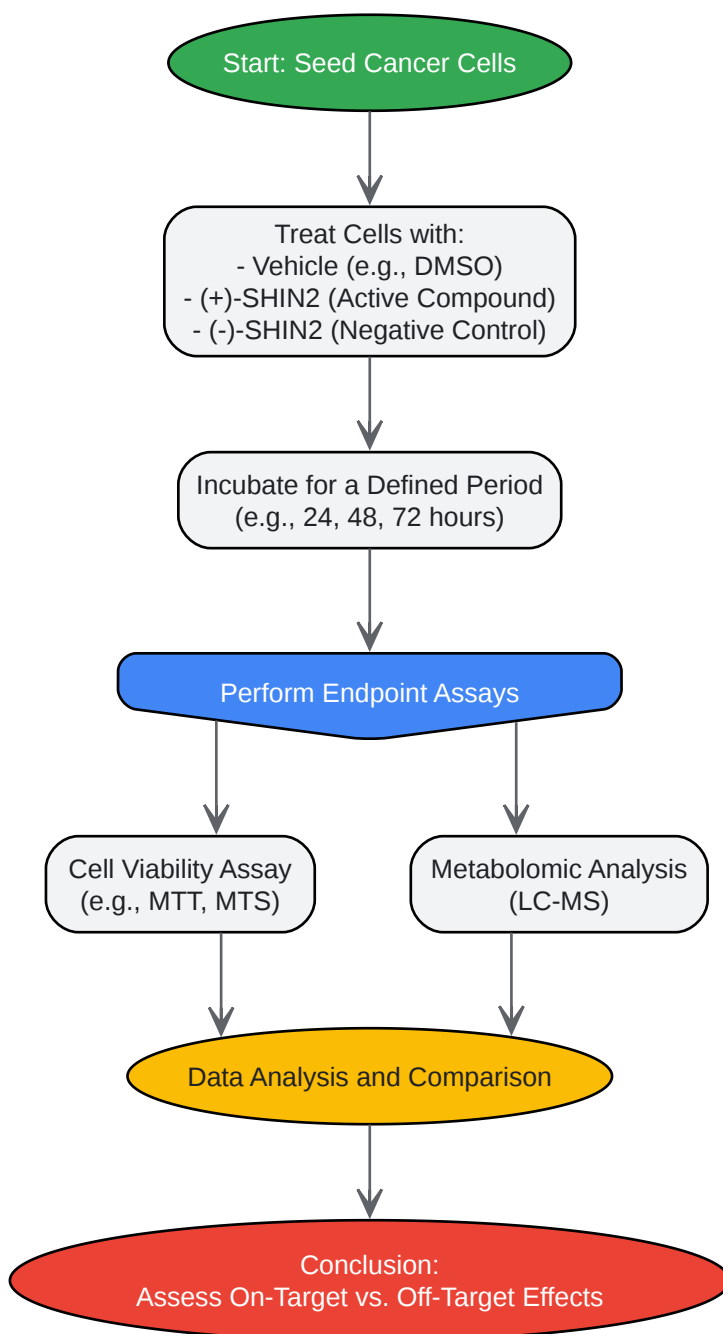 Start: Seed Cancer Cells
Treat Cells with:
- Vehicle (e.g., DMSO)
- (+)-SHIN2 (Active Compound)
- (-)-SHIN2 (Negative Control)
Incubate for a Defined Period
(e.g., 24, 48, 72 hours)
Perform Endpoint Assays
Cell Viability Assay
(e.g., MTT, MTS)
Metabolomic Analysis
(LC-MS)
Data Analysis and Comparison
Conclusion:
Assess On-Target vs. Off-Target Effects